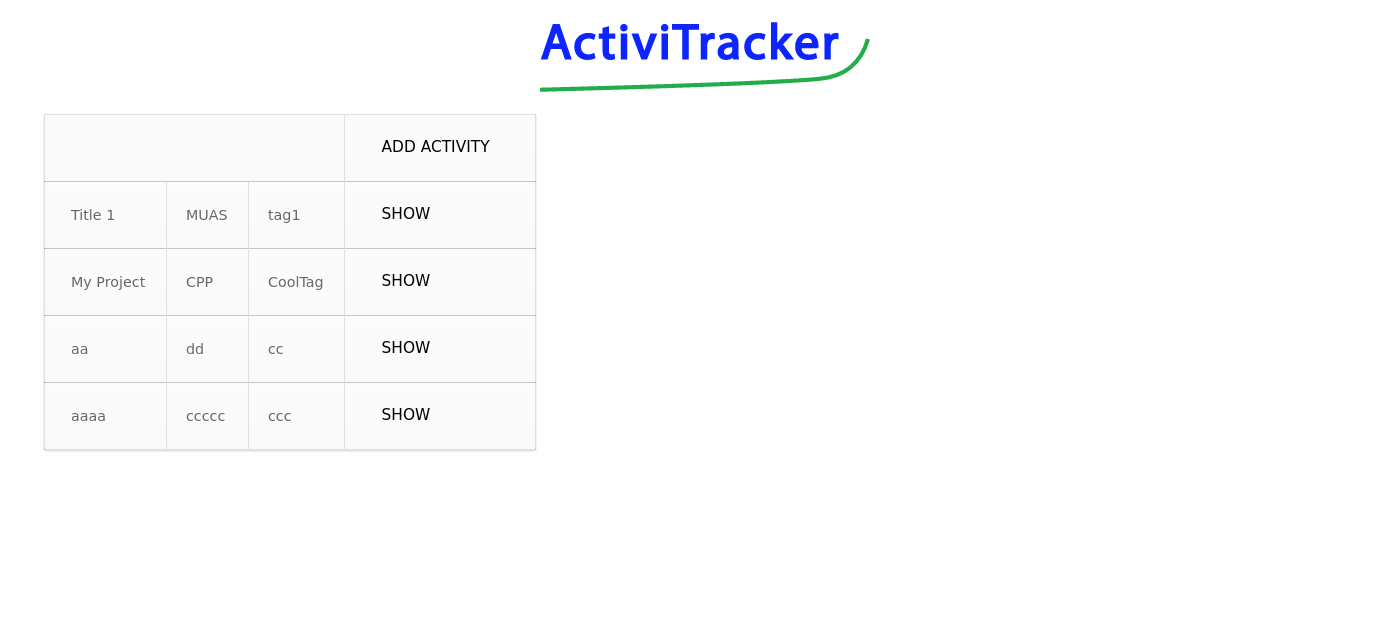 ActiviTracker
ADD ACTIVITY
Title 1 MUAS tag1 SHOW
My Project CPP CoolTag SHOW
aa dd cc SHOW
aaaa ccccc ccc SHOW